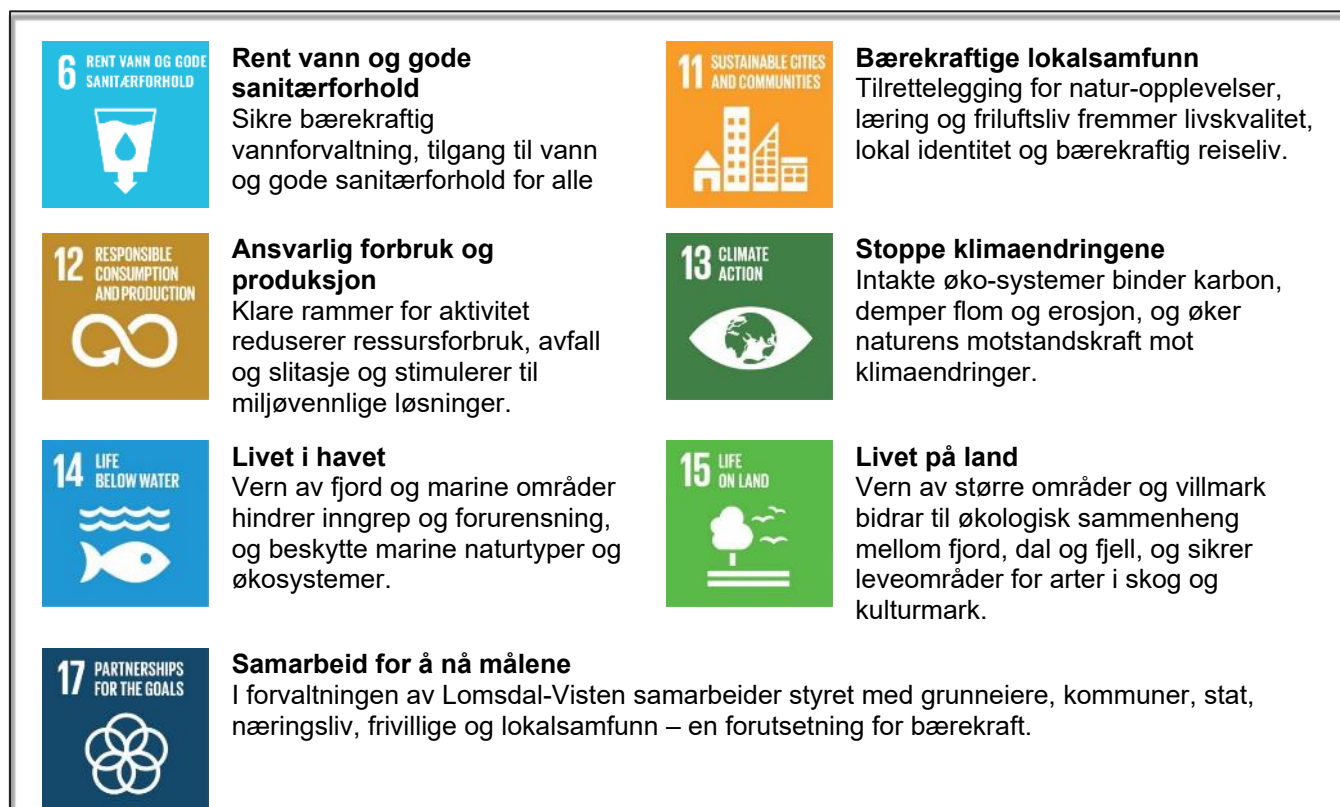 6 RENT VANN OG GODE
SANITÆRFORHOLD
Rent vann og gode
sanitærforhold
Sikre bærekraftig
vannforvaltning, tilgang til vann
og gode sanitærforhold for alle
11 SUSTAINABLE CITIES
AND COMMUNITIES
Bærekraftige lokalsamfunn
Tilrettelegging for natur-opplevelser,
læring og friluftsliv fremmer livskvalitet,
lokal identitet og bærekraftig reiseliv.
12 RESPONSIBLE
CONSUMPTION
AND PRODUCTION
Ansvarlig forbruk og
produksjon
Klare rammer for aktivitet
reduserer ressursforbruk, avfall
og slitasje og stimulerer til
miljøvennlige løsninger.
13 CLIMATE
ACTION
Stoppe klimaendringene
Intakte øko-systemer binder karbon,
demper flom og erosjon, og øker
naturens motstandskraft mot
klimaendringer.
14 LIFE
BELOW WATER
Livet i havet
Vern av fjord og marine områder
hindrer inngrep og forurensning,
og beskytte marine naturtyper og
økosystemer.
15 LIFE
ON LAND
Livet på land
Vern av større områder og villmark
bidrar til økologisk sammenheng
mellom fjord, dal og fjell, og sikrer
leveområder for arter i skog og
kulturmark.
17 PARTNERSHIPS
FOR THE GOALS
Samarbeid for å nå målene
I forvaltningen av Lomsdal-Visten samarbeider styret med grunneiere, kommuner, stat,
næringsliv, frivillige og lokalsamfunn – en forutsetning for bærekraft.